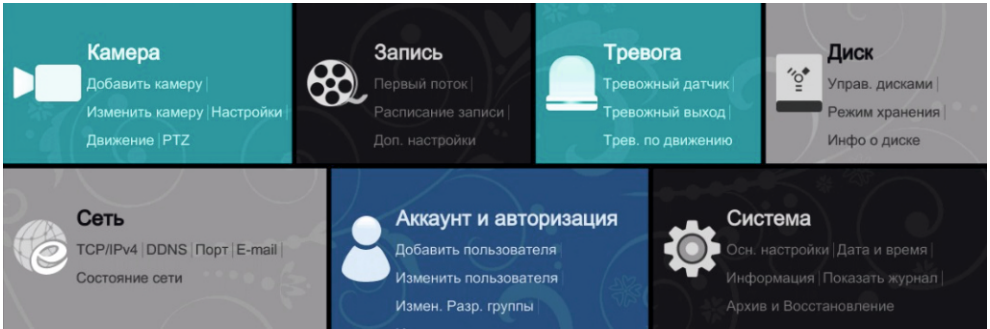 Камера
Добавить камеру |
Изменить камеру | Настройки |
Движение | PTZ
Запись
Первый поток |
Расписание записи |
Доп. настройки
Тревога
Тревожный датчик |
Тревожный выход |
Трев. по движению
Диск
Управ. дисками |
Режим хранения |
Инфо о диске
Сеть
TCP/IPv4 | DDNS | Порт | E-mail |
Состояние сети
Аккаунт и авторизация
Добавить пользователя
Изменить пользователя
Измен. Разр. группы |
Система
Осн. настройки | Дата и время |
Информация | Показать журнал |
Архив и Восстановление